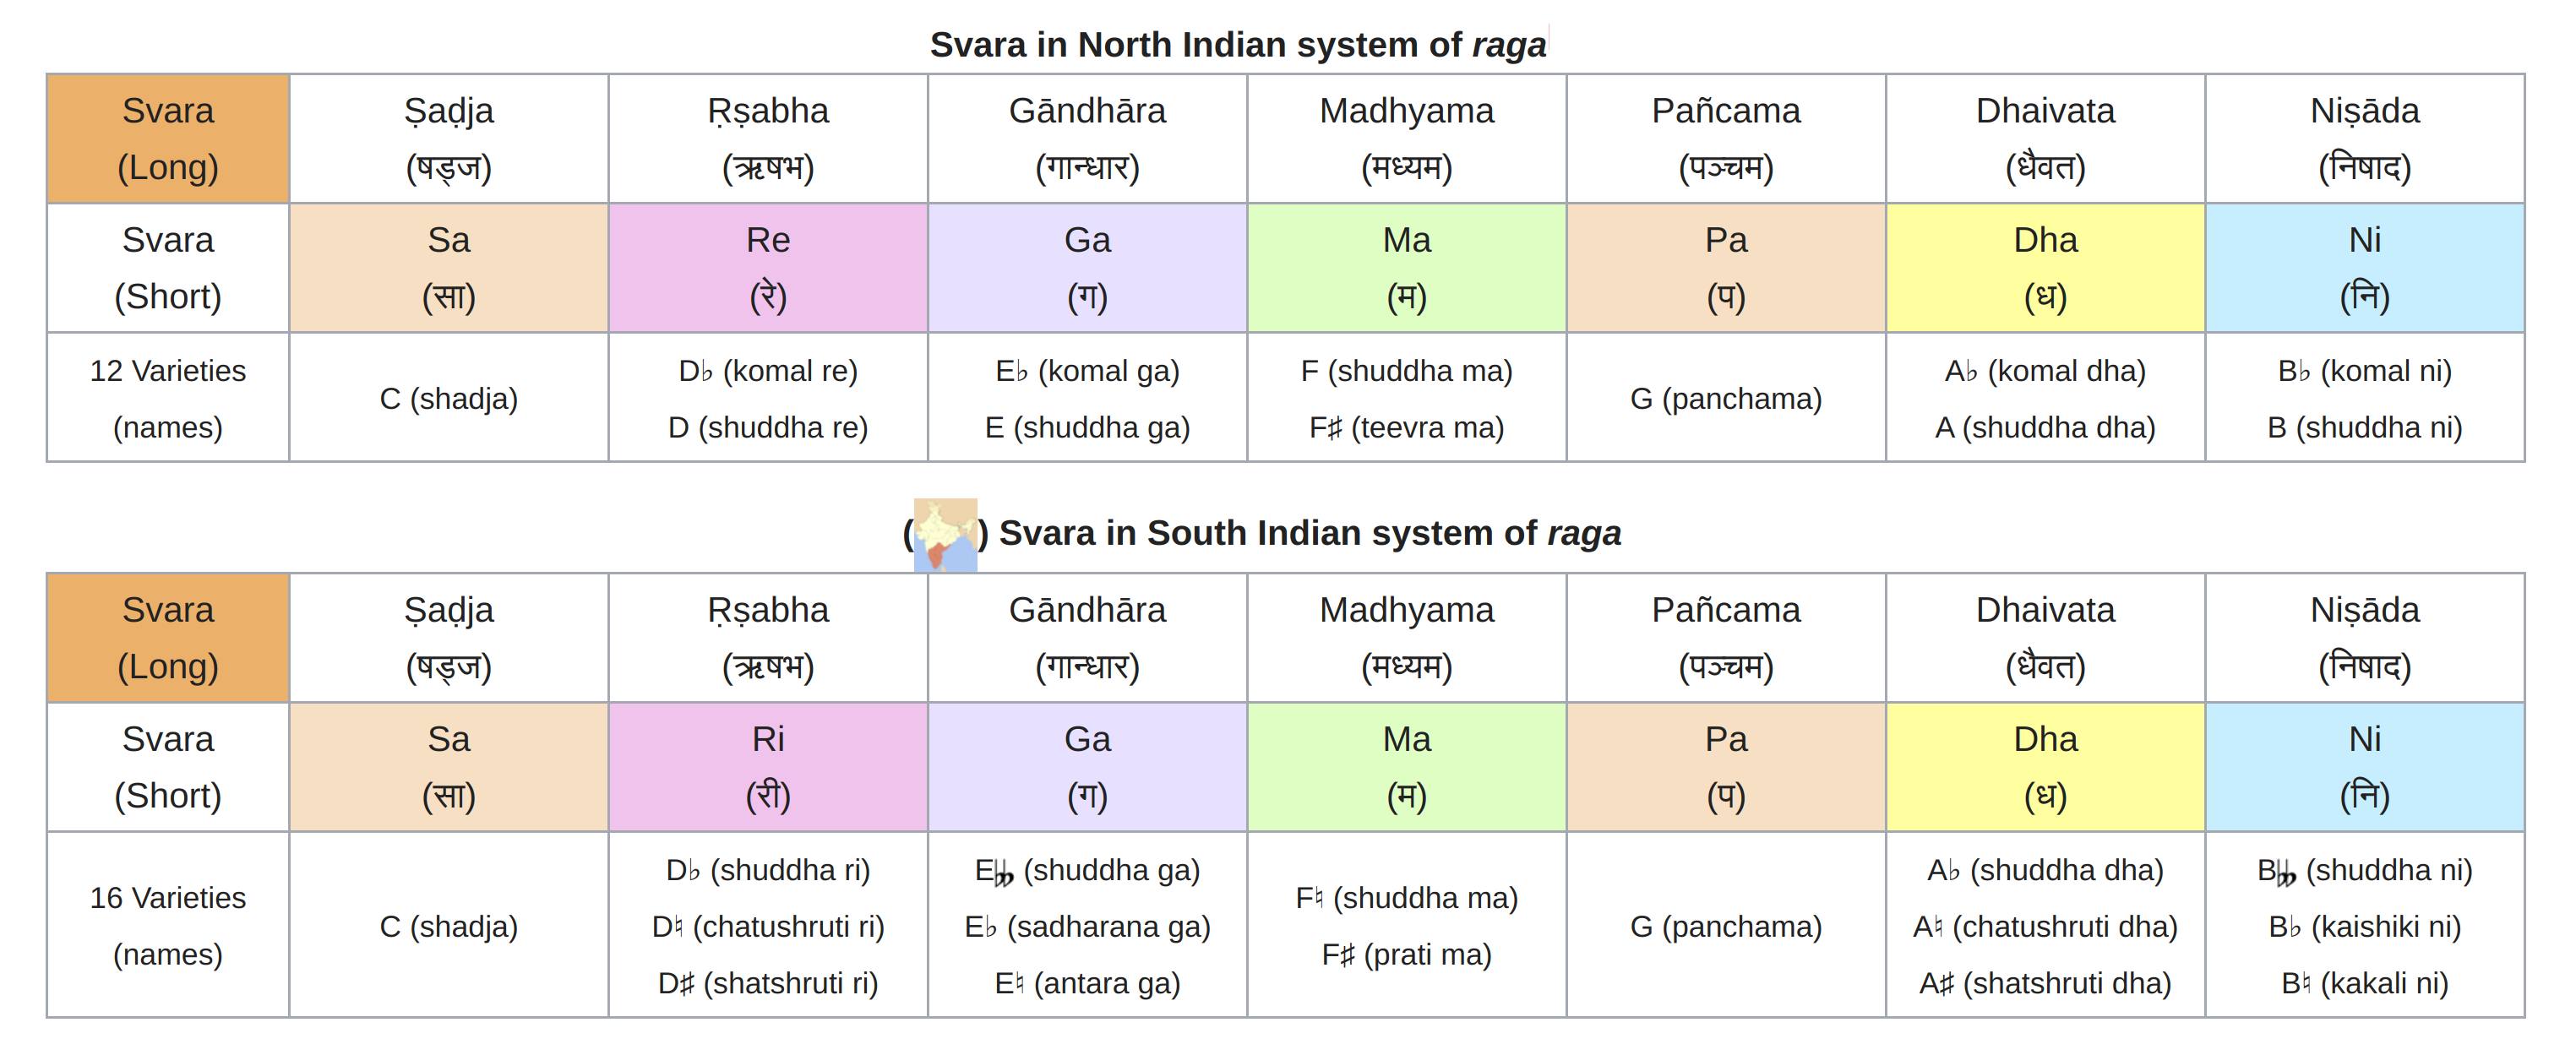 Svara in North Indian system of raga
Svara (Long) Ṣaḍja (षड्ज) Ṛṣabha (ऋषभ) Gāndhāra (गान्धार) Madhyama (मध्यम) Pañcama (पञ्चम) Dhaivata (धैवत) Niṣāda (निषाद)
Svara (Short) Sa (सा) Re (रे) Ga (ग) Ma (म) Pa (प) Dha (ध) Ni (नि)
12 Varieties (names) C (shadja) D♭ (komal re) D (shuddha re) E♭ (komal ga) E (shuddha ga) F (shuddha ma) F♯ (teevra ma) G (panchama) A♭ (komal dha) A (shuddha dha) B♭ (komal ni) B (shuddha ni)
() Svara in South Indian system of raga
Svara (Long) Ṣaḍja (षड्ज) Ṛṣabha (ऋषभ) Gāndhāra (गान्धार) Madhyama (मध्यम) Pañcama (पञ्चम) Dhaivata (धैवत) Niṣāda (निषाद)
Svara (Short) Sa (सा) Ri (री) Ga (ग) Ma (म) Pa (प) Dha (ध) Ni (नि)
16 Varieties (names) C (shadja) D♭ (shuddha ri) D♮ (chatushruti ri) D♯ (shatshruti ri) E𝄫 (shuddha ga) E♭ (sadharana ga) E♮ (antara ga) F♮ (shuddha ma) F♯ (prati ma) G (panchama) A♭ (shuddha dha) A♮ (chatushruti dha) A♯ (shatshruti dha) B𝄫 (shuddha ni) B♭ (kaishiki ni) B♮ (kakali ni)